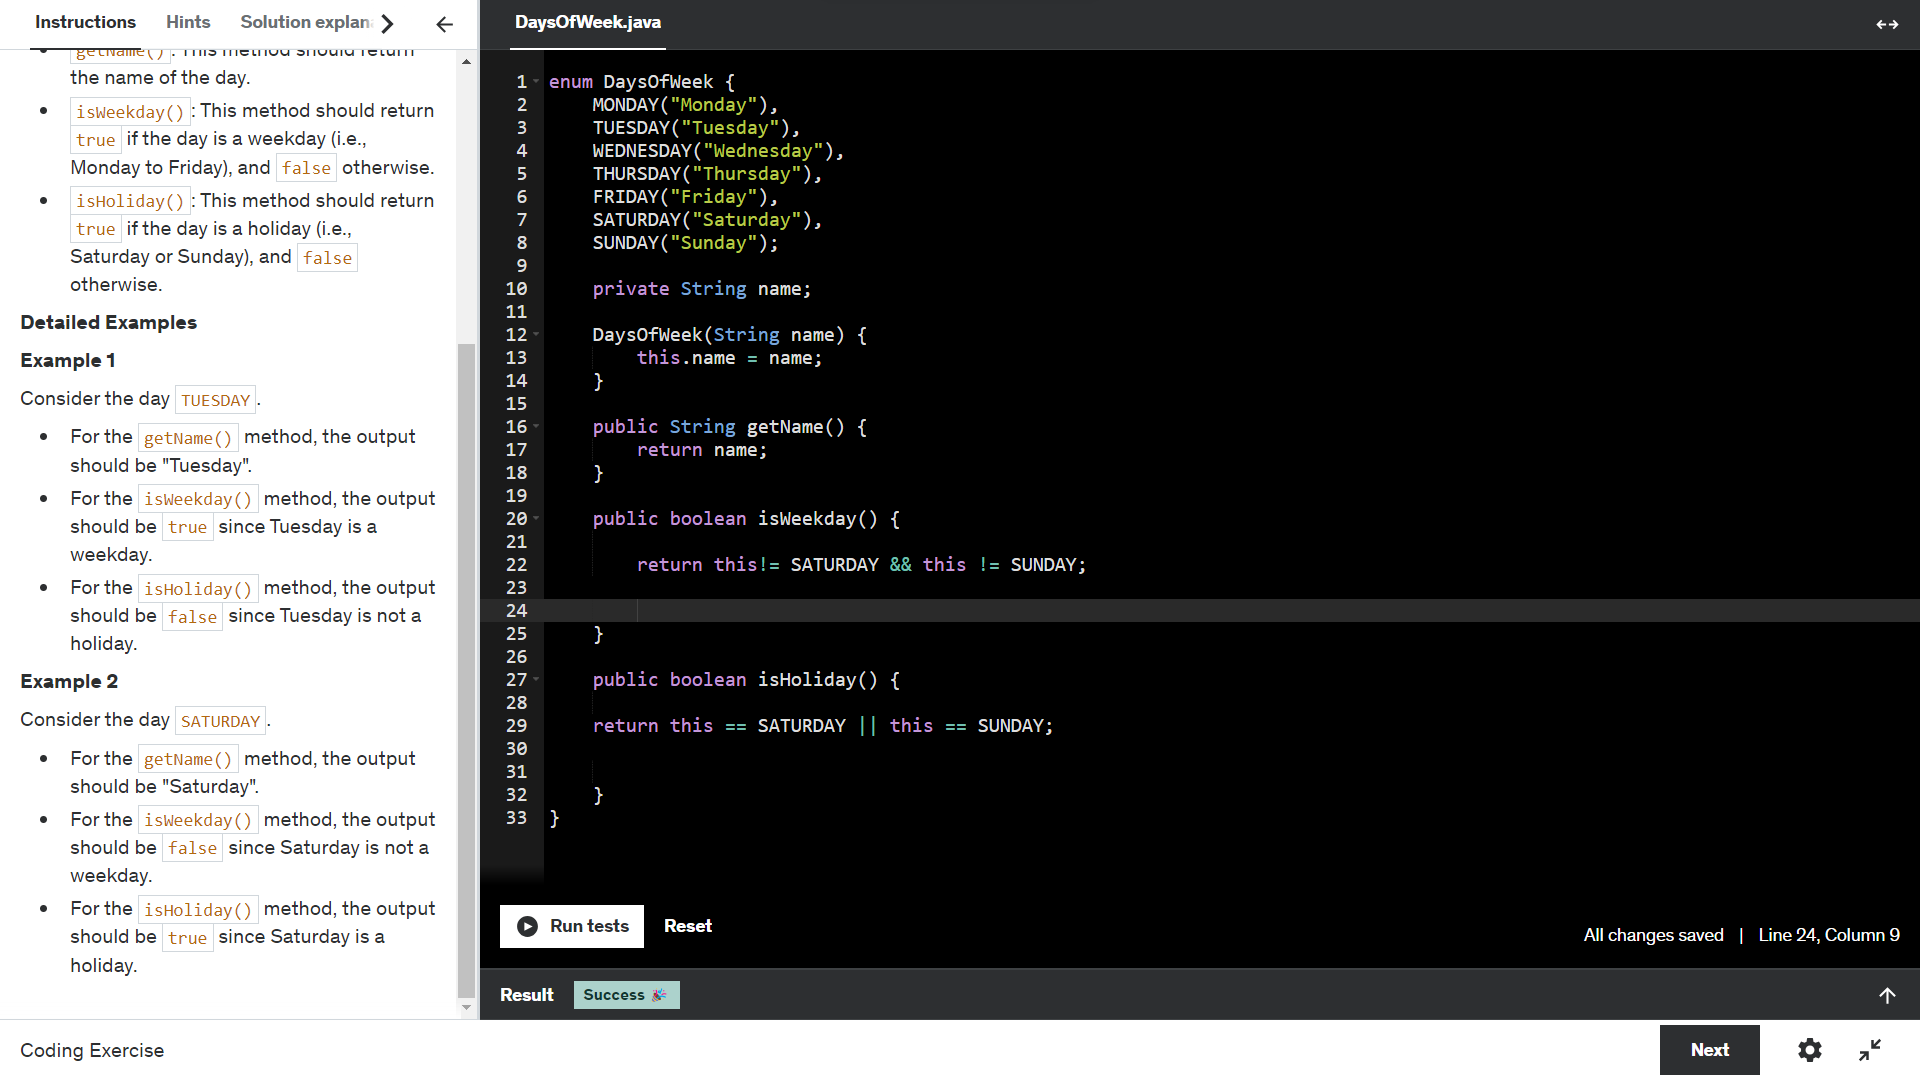 Instructions Hints Solution explan
getName(): This method should return
the name of the day.
isWeekday(): This method should return
true if the day is a weekday (i.e.,
Monday to Friday), and false otherwise.
isHoliday(): This method should return
true if the day is a holiday (i.e.,
Saturday or Sunday), and false
otherwise.
Detailed Examples
Example 1
Consider the day TUESDAY.
For the getName() method, the output
should be "Tuesday".
For the isWeekday() method, the output
should be true since Tuesday is a
weekday.
For the isHoliday() method, the output
should be false since Tuesday is not a
holiday.
Example 2
Consider the day SATURDAY.
For the getName() method, the output
should be "Saturday".
For the isWeekday() method, the output
should be false since Saturday is not a
weekday.
For the isHoliday() method, the output
should be true since Saturday is a
holiday.
DaysOfWeek.java
1 enum DaysOfWeek {
2 MONDAY("Monday"),
3 TUESDAY("Tuesday"),
4 WEDNESDAY("Wednesday"),
5 THURSDAY("Thursday"),
6 FRIDAY("Friday"),
7 SATURDAY("Saturday"),
8 SUNDAY("Sunday");
9
10 private String name;
11
12 DaysOfWeek(String name) {
13 this.name = name;
14 }
15
16 public String getName() {
17 return name;
18 }
19
20 public boolean isWeekday() {
21
22 return this!= SATURDAY && this != SUNDAY;
23
24
25 }
26
27 public boolean isHoliday() {
28
29 return this == SATURDAY || this == SUNDAY;
30
31
32 }
33 }
Run tests Reset
All changes saved | Line 24, Column 9
Result Success
Coding Exercise
Next